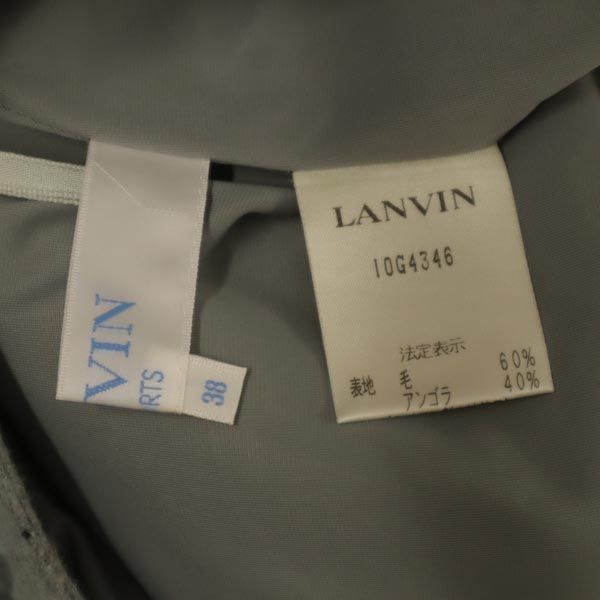 VIN
RTS
38
LANVIN
10G4346
法定表示
表地 毛 60%
アンゴラ 40%